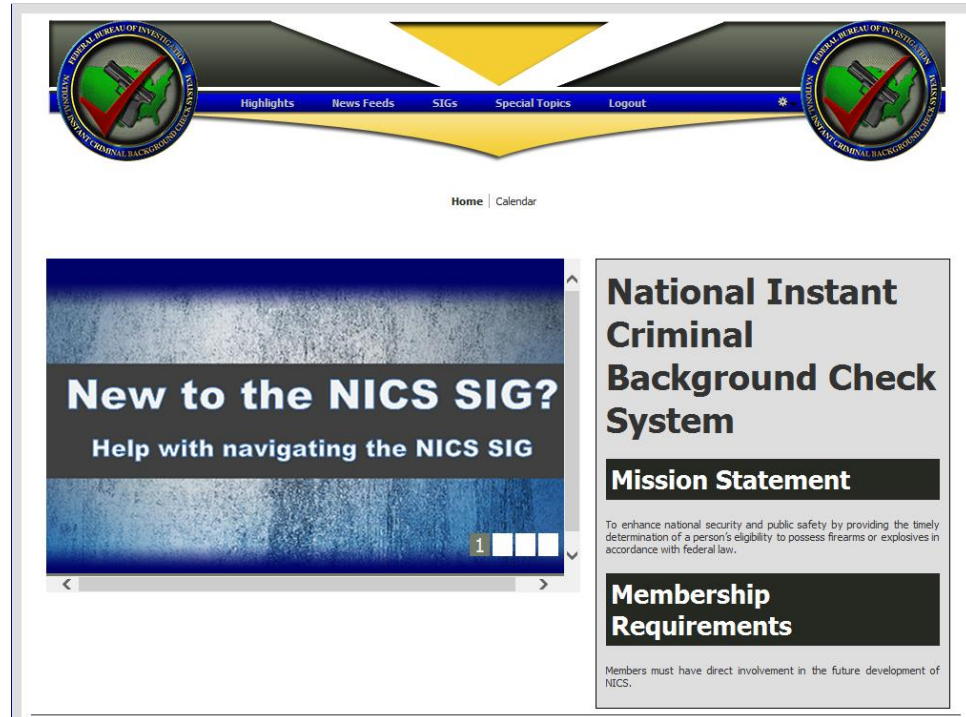 FEDERAL BUREAU OF INVESTIGATION
NATIONAL INSTANT CRIMINAL BACKGROUND CHECK SYSTEM
FEDERAL BUREAU OF INVESTIGATION
NATIONAL INSTANT CRIMINAL BACKGROUND CHECK SYSTEM
Highlights News Feeds SIGs Special Topics Logout
Home | Calendar
New to the NICS SIG?
Help with navigating the NICS SIG
1
National Instant
Criminal
Background Check
System
Mission Statement
To enhance national security and public safety by providing the timely
determination of a person's eligibility to possess firearms or explosives in
accordance with federal law.
Membership
Requirements
Members must have direct involvement in the future development of
NICS.